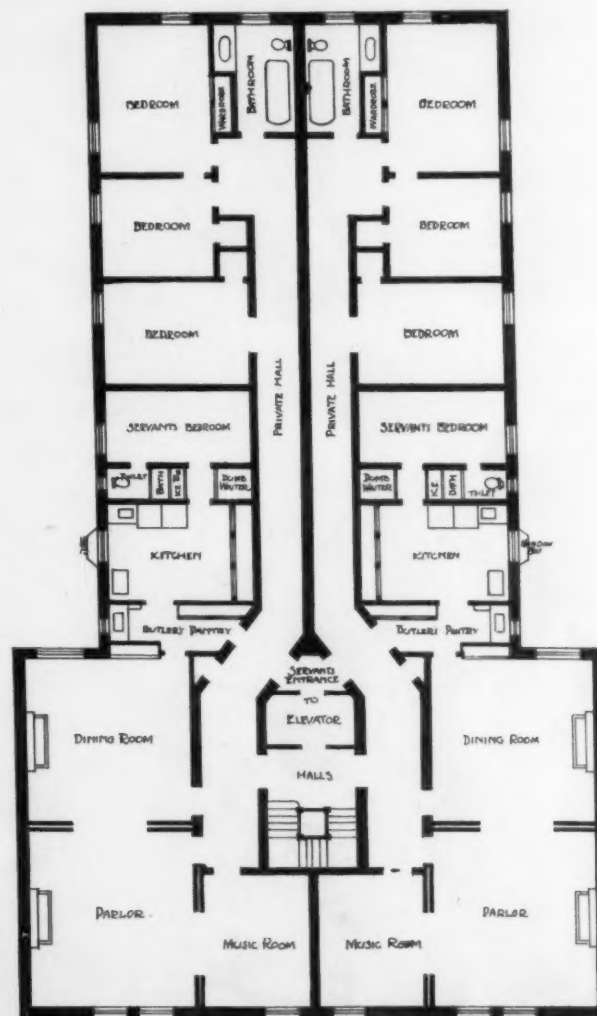 BEDROOM
WARDROBE
BATHROOM
BATHROOM
WARDROBE
BEDROOM
BEDROOM
BEDROOM
BEDROOM
PRIVATE HALL
PRIVATE HALL
BEDROOM
SERVANTS BEDROOM
SERVANTS BEDROOM
TOILET
BATH
DUMB
WAITER
DUMB
WAITER
ICE
BATH
TOILET
KITCHEN
KITCHEN
BUTLERS PANTRY
BUTLERS PANTRY
SERVANTS
ENTRANCE
TO
ELEVATOR
DINING ROOM
DINING ROOM
HALLS
PARLOR
MUSIC ROOM
MUSIC ROOM
PARLOR